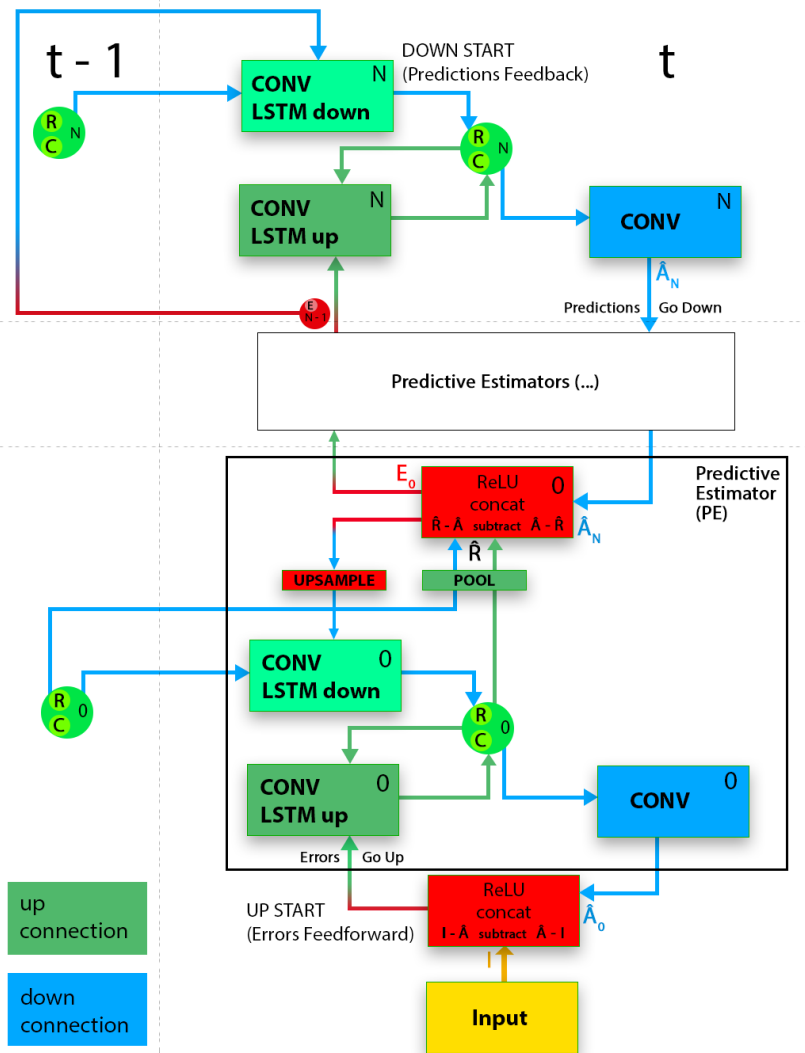 t - 1
DOWN START
(Predictions Feedback)
t
CONV N
LSTM down
R
C N
R
C N
CONV N
LSTM up
CONV N
Â_N
E
N - 1
Predictions Go Down
Predictive Estimators (...)
E_0
ReLU 0
concat
R̂ - Â subtract Â - R̂
Predictive
Estimator
(PE)
Â_N
R̂
UPSAMPLE
POOL
CONV 0
LSTM down
R
C 0
R
C 0
CONV 0
LSTM up
CONV 0
Errors Go Up
UP START
(Errors Feedforward)
ReLU
concat
I - Â subtract Â - I
Â_0
I
Input
up
connection
down
connection